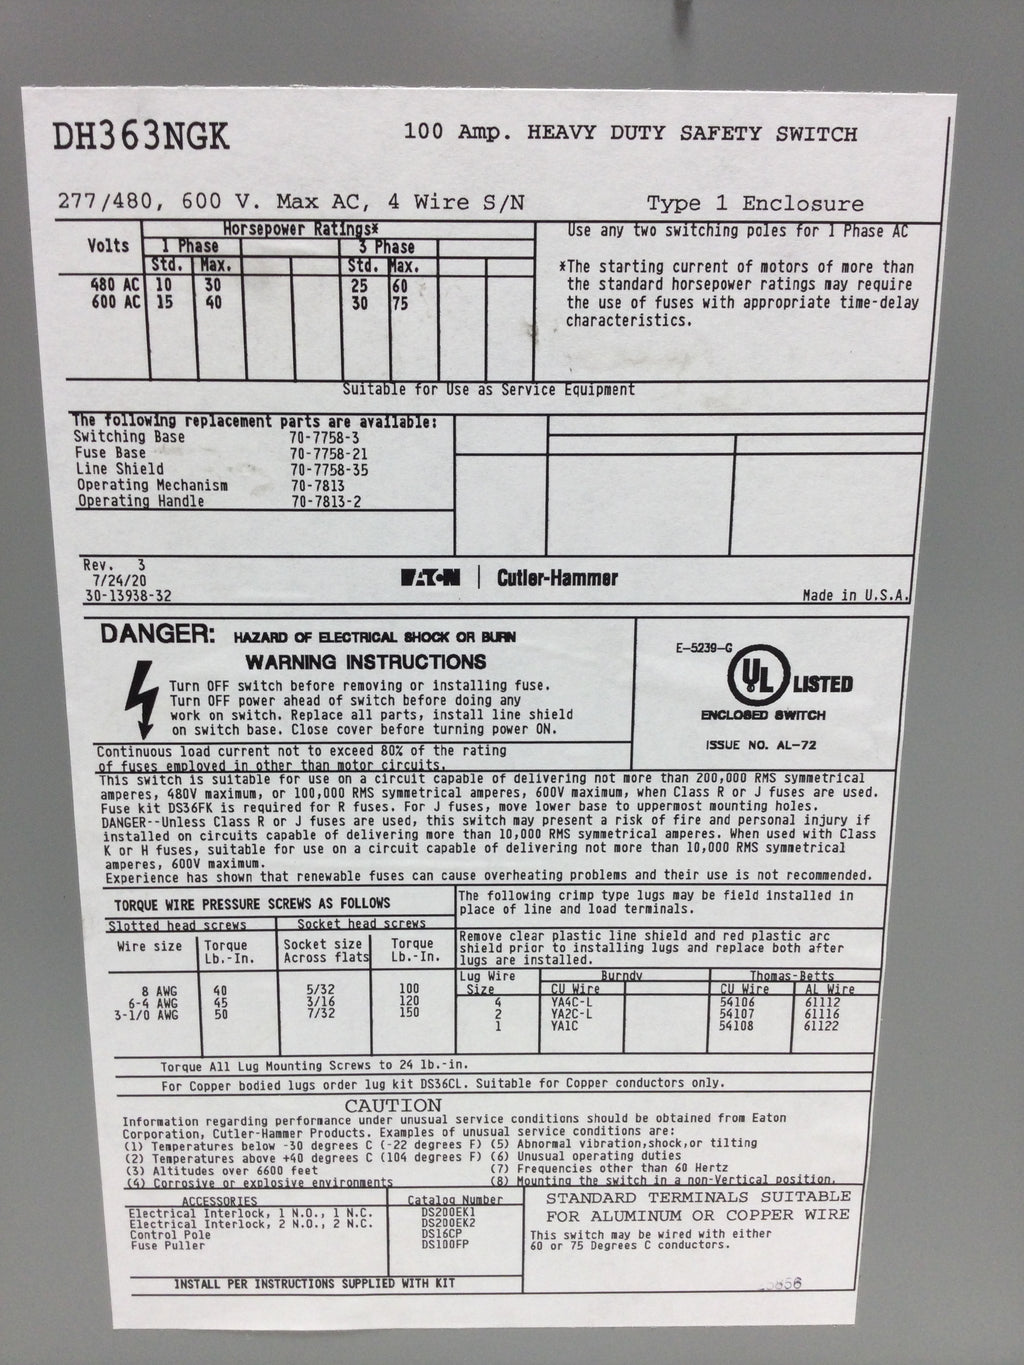 DH363NGK
100 Amp. HEAVY DUTY SAFETY SWITCH
277/480, 600 V. Max AC, 4 Wire S/N
Type 1 Enclosure
Horsepower Ratings*
Volts
1 Phase 3 Phase
Std. Max. Std. Max.
480 AC 10 30 25 60
600 AC 15 40 30 75
Use any two switching poles for 1 Phase AC
*The starting current of motors of more than
the standard horsepower ratings may require
the use of fuses with appropriate time-delay
characteristics.
Suitable for Use as Service Equipment
The following replacement parts are available:
Switching Base 70-7758-3
Fuse Base 70-7758-21
Line Shield 70-7758-35
Operating Mechanism 70-7813
Operating Handle 70-7813-2
Rev. 3
7/24/20
30-13938-32
EATON | Cutler-Hammer
Made in U.S.A.
DANGER: HAZARD OF ELECTRICAL SHOCK OR BURN
WARNING INSTRUCTIONS
Turn OFF switch before removing or installing fuse.
Turn OFF power ahead of switch before doing any
work on switch. Replace all parts, install line shield
on switch base. Close cover before turning power ON.
Continuous load current not to exceed 80% of the rating
of fuses employed in other than motor circuits.
E-5239-G
UL LISTED
ENCLOSED SWITCH
ISSUE NO. AL-72
This switch is suitable for use on a circuit capable of delivering not more than 200,000 RMS symmetrical
amperes, 480V maximum, or 100,000 RMS symmetrical amperes, 600V maximum, when Class R or J fuses are used.
Fuse kit DS36FK is required for R fuses. For J fuses, move lower base to uppermost mounting holes.
DANGER--Unless Class R or J fuses are used, this switch may present a risk of fire and personal injury if
installed on circuits capable of delivering more than 10,000 RMS symmetrical amperes. When used with Class
K or H fuses, suitable for use on a circuit capable of delivering not more than 10,000 RMS symmetrical
amperes, 600V maximum.
Experience has shown that renewable fuses can cause overheating problems and their use is not recommended.
TORQUE WIRE PRESSURE SCREWS AS FOLLOWS
Slotted head screws Socket head screws
Wire size Torque Socket size Torque
Lb.-In. Across flats Lb.-In.
8 AWG 40 5/32 100
6-4 AWG 45 3/16 120
3-1/0 AWG 50 7/32 150
The following crimp type lugs may be field installed in
place of line and load terminals.
Remove clear plastic line shield and red plastic arc
shield prior to installing lugs and replace both after
lugs are installed.
Lug Wire Burndy Thomas-Betts
Size CU Wire CU Wire AL Wire
4 YA4C-L 54106 61112
2 YA2C-L 54107 61116
1 YA1C 54108 61122
Torque All Lug Mounting Screws to 24 lb.-in.
For Copper bodied lugs order lug kit DS36CL. Suitable for Copper conductors only.
CAUTION
Information regarding performance under unusual service conditions should be obtained from Eaton
Corporation, Cutler-Hammer Products. Examples of unusual service conditions are:
(1) Temperatures below -30 degrees C (-22 degrees F) (5) Abnormal vibration,shock,or tilting
(2) Temperatures above +40 degrees C (104 degrees F) (6) Unusual operating duties
(3) Altitudes over 6600 feet (7) Frequencies other than 60 Hertz
(4) Corrosive or explosive environments (8) Mounting the switch in a non-Vertical position.
ACCESSORIES Catalog Number
Electrical Interlock, 1 N.O., 1 N.C. DS200EK1
Electrical Interlock, 2 N.O., 2 N.C. DS200EK2
Control Pole DS16CP
Fuse Puller DS100FP
INSTALL PER INSTRUCTIONS SUPPLIED WITH KIT
STANDARD TERMINALS SUITABLE
FOR ALUMINUM OR COPPER WIRE
This switch may be wired with either
60 or 75 Degrees C conductors.